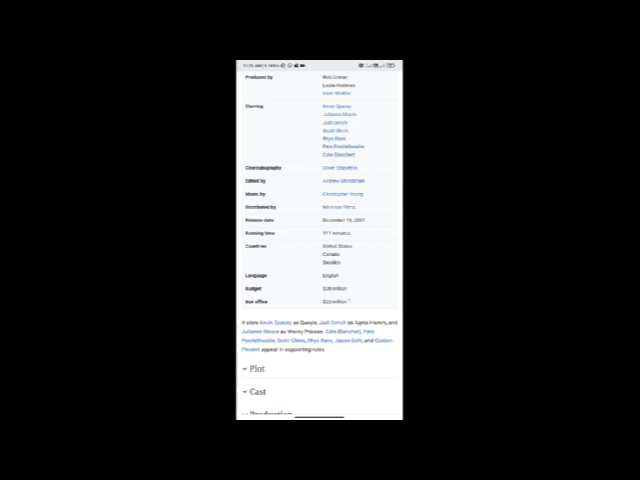 Produced by
Starring Kevin Spacey
Julianne Moore
Judi Dench
Scott Glenn
Rhys Ifans
Pete Postlethwaite
Cate Blanchett
Cinematography Oliver Stapleton
Edited by Andrew Mondshein
Music by Christopher Young
Distributed by Miramax Films
Release date December 2001
Running time 111 minutes
Countries United States
Canada
Sweden
Language English
Budget million
Box office million
It stars Kevin Spacey as Quoyle, Judi Dench as Agnis Hamm, and
Julianne Moore as Wavey Prowse. Cate Blanchett, Pete
Postlethwaite, Scott Glenn, Rhys Ifans, Jason Behr, and Gordon
Pinsent appear in supporting roles.
Plot
Cast
Production